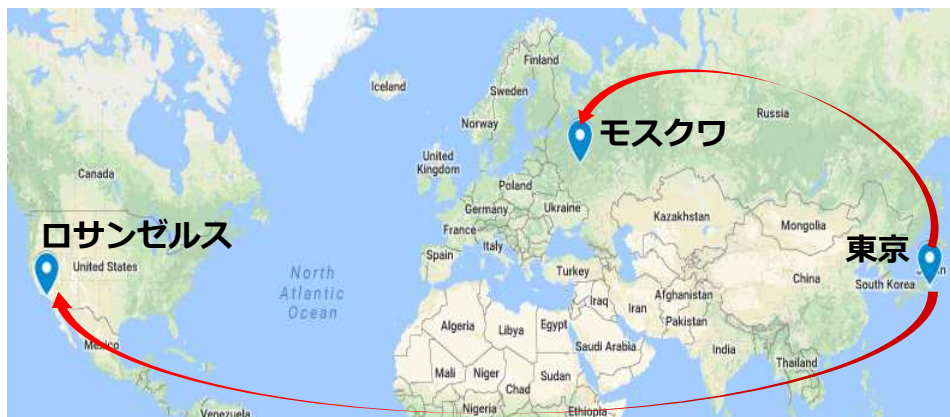 Finland
Iceland
Sweden
Russia
Norway
モスクワ
United
Kingdom
Canada
Poland
Germany
Ukraine
Kazakhstan
Mongolia
France
ロサンゼルス
Italy
東京
Spain
United States
North
Atlantic
Ocean
Turkey
China
South Korea
Iraq
Iran
Afghanistan
Pakistan
Algeria
Libya
Egypt
Mexico
Saudi Arabia
India
Thailand
Mali
Niger
Chad
Sudan
Nigeria
Ethiopia
Venezuela